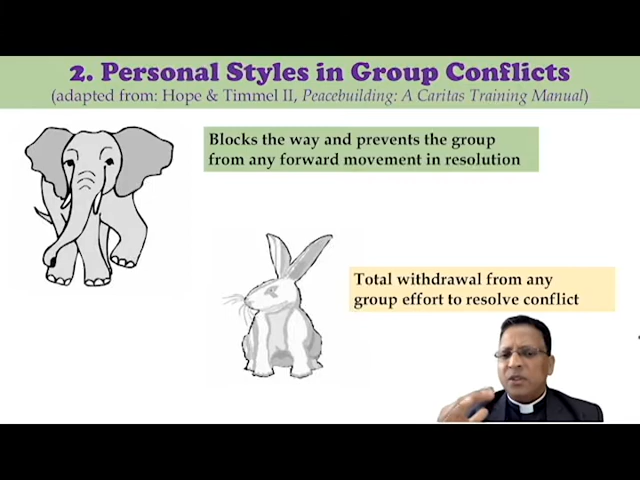 2. Personal Styles in Group Conflicts
(adapted from: Hope & Timmel II, Peacebuilding: A Caritas Training Manual)
Blocks the way and prevents the group
from any forward movement in resolution
Total withdrawal from any
group effort to resolve conflict